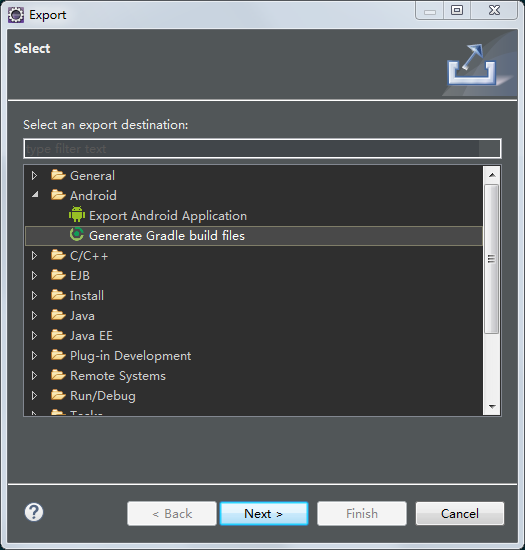 Export
Select
Select an export destination:
type filter text
General
Android
Export Android Application
Generate Gradle build files
C/C++
EJB
Install
Java
Java EE
Plug-in Development
Remote Systems
Run/Debug
Tasks
?
< Back
Next >
Finish
Cancel